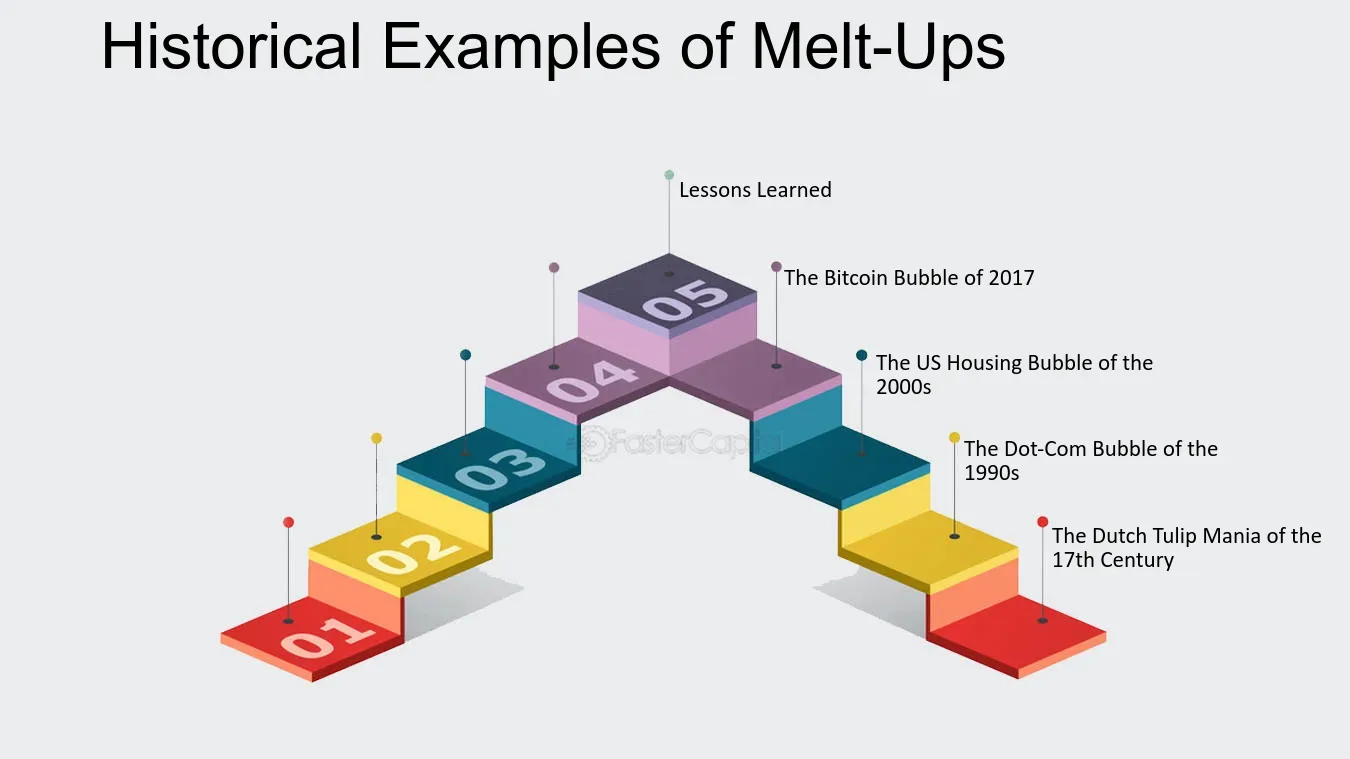 Historical Examples of Melt-Ups
Lessons Learned
The Bitcoin Bubble of 2017
The US Housing Bubble of the
2000s
The Dot-Com Bubble of the
1990s
The Dutch Tulip Mania of the
17th Century
05
04
03
02
01
FasterCapital